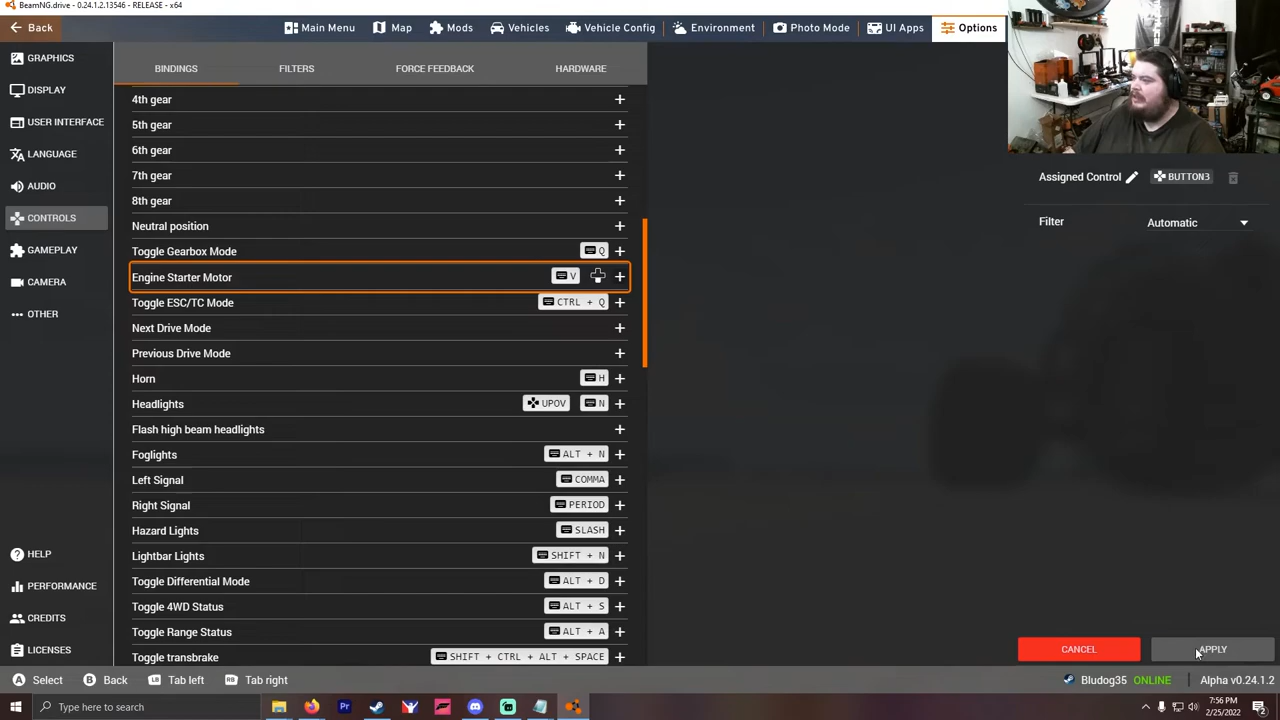 BeamNG.drive - 0.24.1.2.13546 - RELEASE - x64
Back
Main Menu
Map
Mods
Vehicles
Vehicle Config
Environment
Photo Mode
UI Apps
Options
GRAPHICS
DISPLAY
USER INTERFACE
LANGUAGE
AUDIO
CONTROLS
GAMEPLAY
CAMERA
OTHER
HELP
PERFORMANCE
CREDITS
LICENSES
BINDINGS
FILTERS
FORCE FEEDBACK
HARDWARE
4th gear +
5th gear +
6th gear +
7th gear +
8th gear +
Neutral position +
Toggle Gearbox Mode Q +
Engine Starter Motor V +
Toggle ESC/TC Mode CTRL + Q +
Next Drive Mode +
Previous Drive Mode +
Horn H +
Headlights UPOV N +
Flash high beam headlights +
Foglights ALT + N +
Left Signal COMMA +
Right Signal PERIOD +
Hazard Lights SLASH +
Lightbar Lights SHIFT + N +
Toggle Differential Mode ALT + D +
Toggle 4WD Status ALT + S +
Toggle Range Status ALT + A +
Toggle transbrake SHIFT + CTRL + ALT + SPACE +
Assigned Control BUTTON3
Filter Automatic
CANCEL
APPLY
A Select
B Back
LB Tab left
RB Tab right
Bludog35 ONLINE
Alpha v0.24.1.2
Type here to search
Pr
7:56 PM
2/25/2022
2